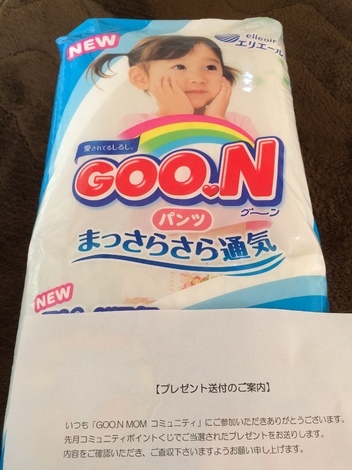 NEW
elleair
エリエール
愛されてるしるし。
GOO.N
グ〜ン
パンツ
まっさらさら通気
NEW
【プレゼント送付のご案内】
いつも「GOO.N MOM コミュニティ」にご参加いただきありがとうございます。
先月コミュニティポイントくじでご当選されたプレゼントをお送りします。
内容をご確認いただき、ご査収下さいますようお願い申し上げます。